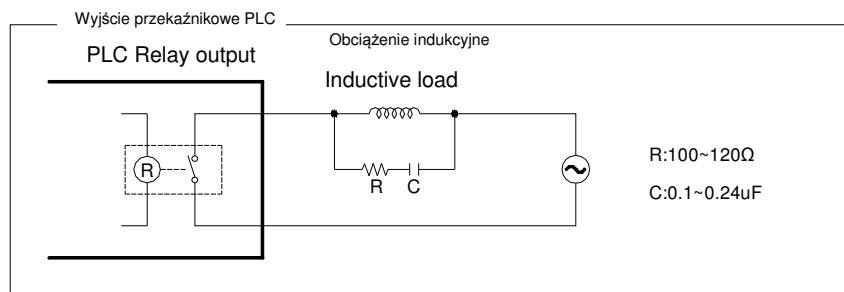 Wyjście przekaźnikowe PLC
Obciążenie indukcyjne
PLC Relay output
Inductive load
R
R C
R:100~120Ω
C:0.1~0.24uF